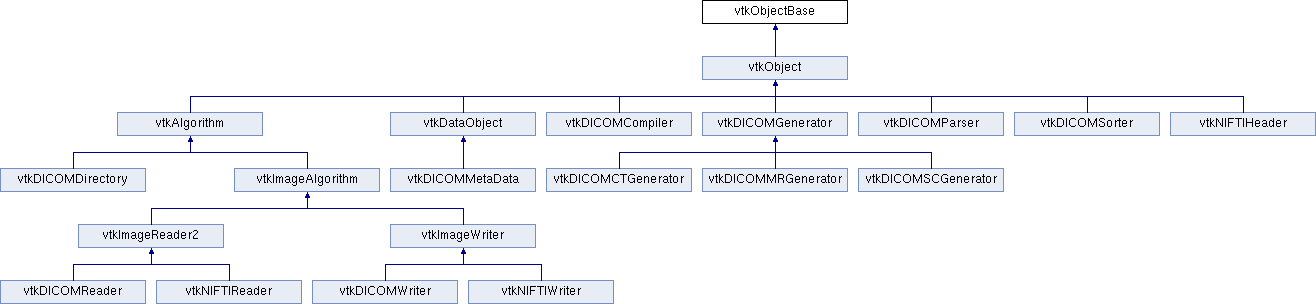 vtkObjectBase
vtkObject
vtkAlgorithm
vtkDataObject
vtkDICOMCompiler
vtkDICOMGenerator
vtkDICOMParser
vtkDICOMSorter
vtkNIFTIHeader
vtkDICOMDirectory
vtkImageAlgorithm
vtkDICOMMetaData
vtkDICOMCTGenerator
vtkDICOMMRGenerator
vtkDICOMSCGenerator
vtkImageReader2
vtkImageWriter
vtkDICOMReader
vtkNIFTIReader
vtkDICOMWriter
vtkNIFTIWriter